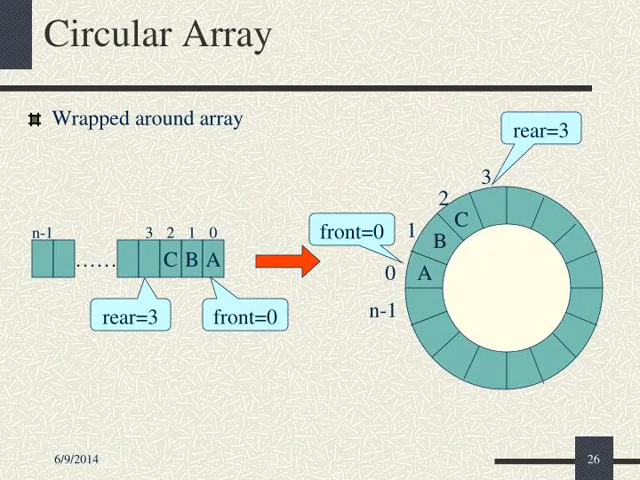 Circular Array
Wrapped around array
rear=3
3
2
C
n-1 3 2 1 0
front=0 1 B
…… C B A
0 A
n-1
rear=3 front=0
6/9/2014 26